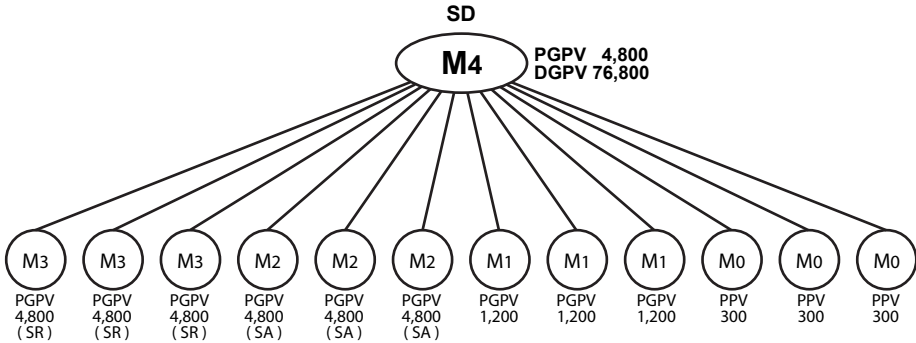 SD
M4
PGPV 4,800
DGPV 76,800
M3 M3 M3 M2 M2 M2 M1 M1 M1 M0 M0 M0
PGPV PGPV PGPV PGPV PGPV PGPV PGPV PGPV PGPV PPV PPV PPV
4,800 4,800 4,800 4,800 4,800 4,800 1,200 1,200 1,200 300 300 300
( SR ) ( SR ) ( SR ) ( SA ) ( SA ) ( SA )